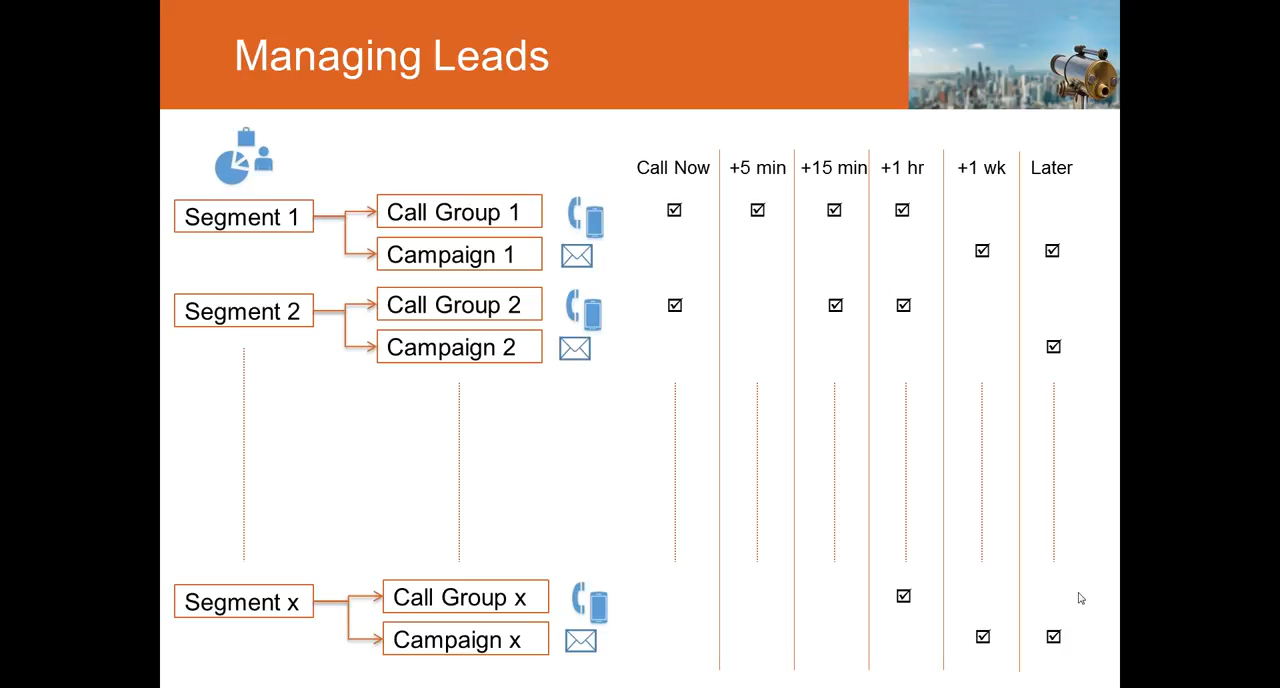 Managing Leads
Call Now +5 min +15 min +1 hr +1 wk Later
Segment 1 Call Group 1
Campaign 1
Segment 2 Call Group 2
Campaign 2
Segment x Call Group x
Campaign x